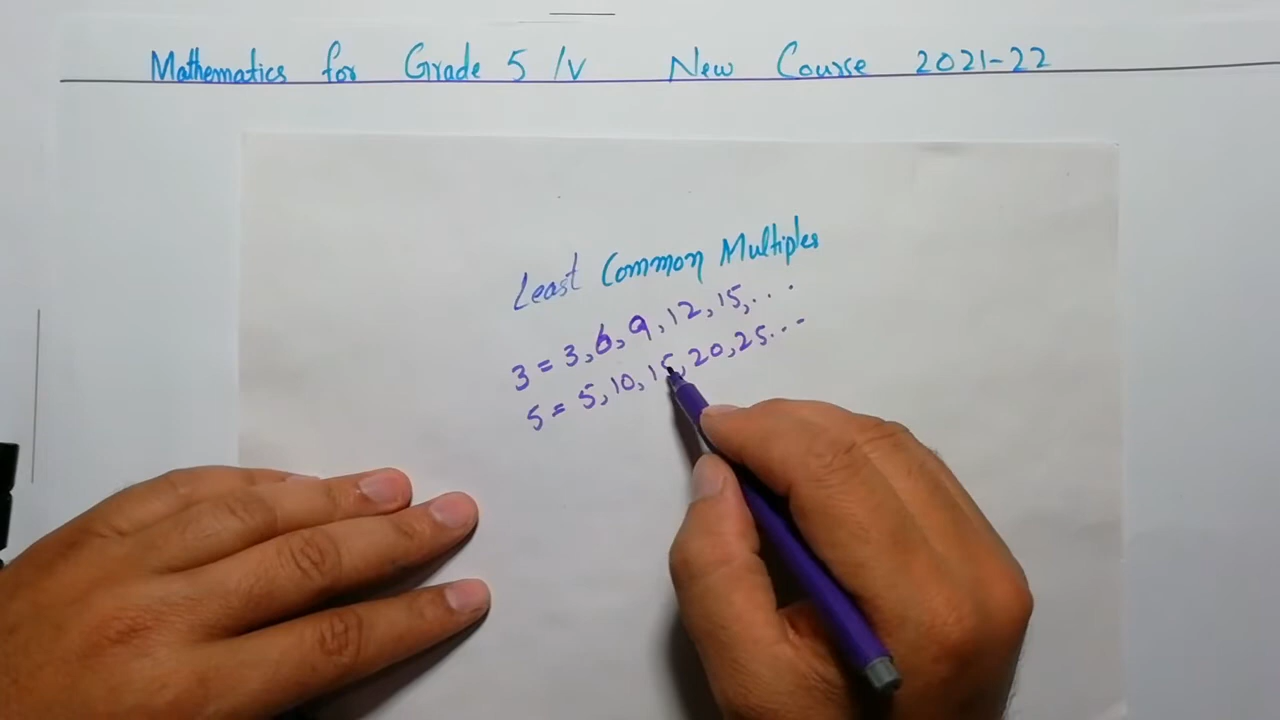 Mathematics for Grade 5 /V New Course 2021-22
Least Common Multiples
3 = 3, 6, 9, 12, 15, . . .
5 = 5, 10, 15, 20, 25 . . .